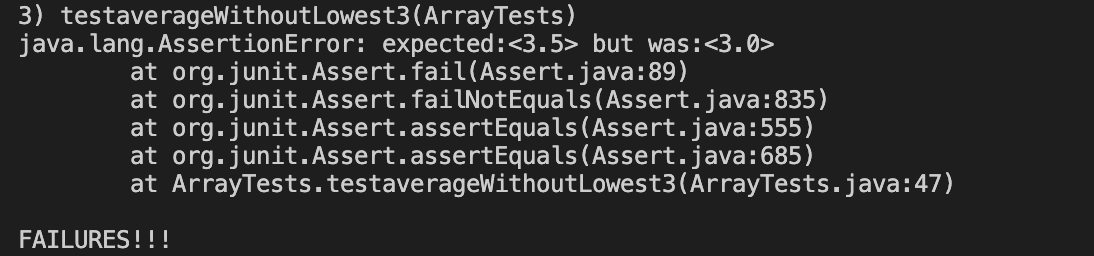 3) testaverageWithoutLowest3(ArrayTests)
java.lang.AssertionError: expected:<3.5> but was:<3.0>
        at org.junit.Assert.fail(Assert.java:89)
        at org.junit.Assert.failNotEquals(Assert.java:835)
        at org.junit.Assert.assertEquals(Assert.java:555)
        at org.junit.Assert.assertEquals(Assert.java:685)
        at ArrayTests.testaverageWithoutLowest3(ArrayTests.java:47)
FAILURES!!!